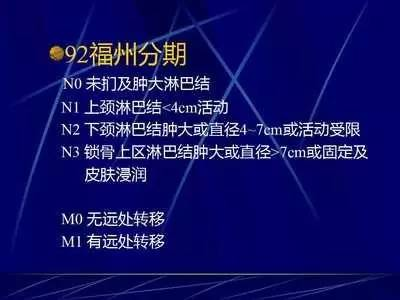 92福州分期
N0 未扪及肿大淋巴结
N1 上颈淋巴结<4cm活动
N2 下颈淋巴结肿大或直径4~7cm或活动受限
N3 锁骨上区淋巴结肿大或直径>7cm或固定及
皮肤浸润
M0 无远处转移
M1 有远处转移